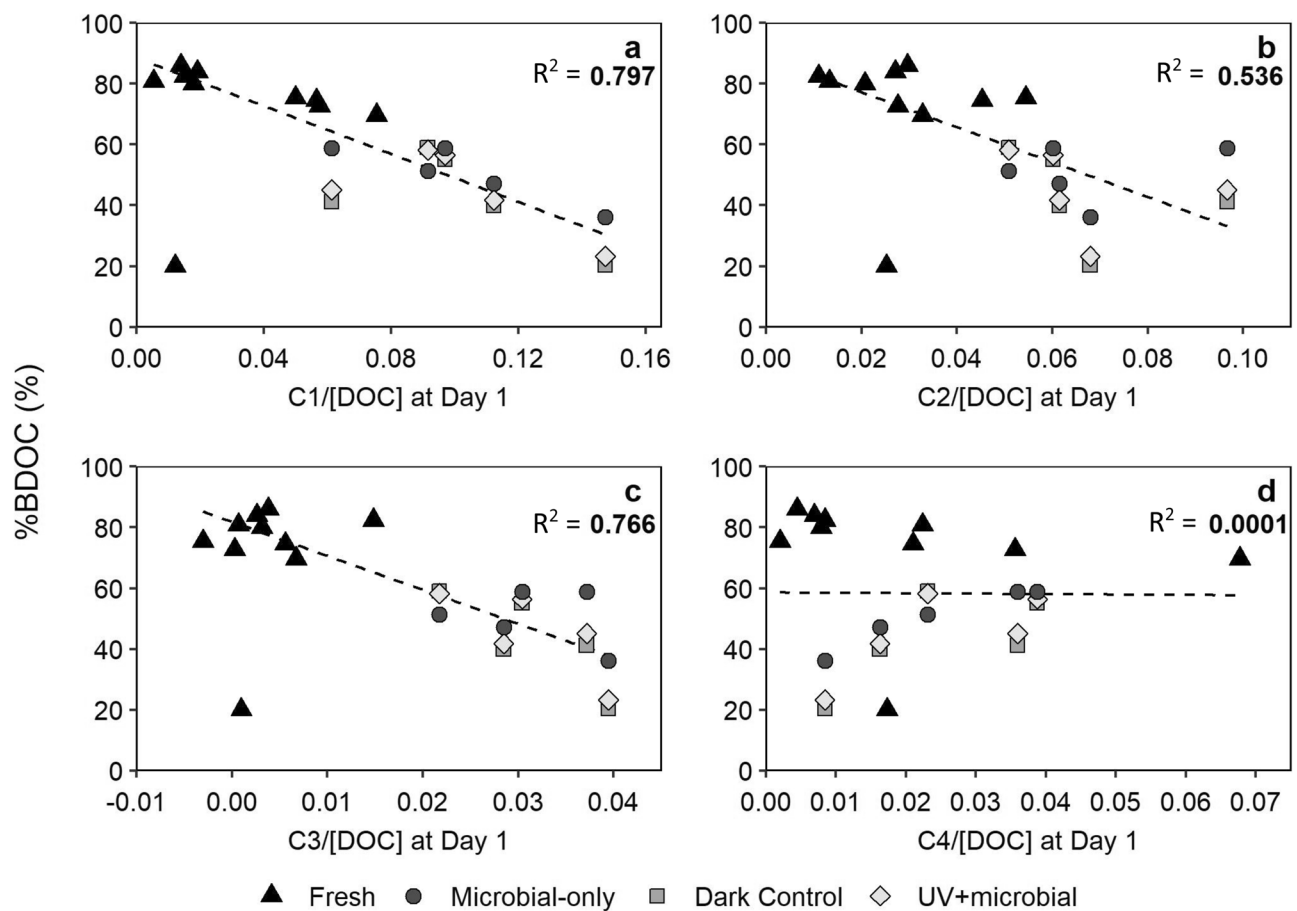 %BDOC (%)
100
80
60
40
20
0
a
R² = 0.797
0.00 0.04 0.08 0.12 0.16
C1/[DOC] at Day 1
b
R² = 0.536
100
80
60
40
20
0
0.00 0.02 0.04 0.06 0.08 0.10
C2/[DOC] at Day 1
100
80
60
40
20
0
c
R² = 0.766
-0.01 0.00 0.01 0.02 0.03 0.04
C3/[DOC] at Day 1
100
80
60
40
20
0
d
R² = 0.0001
0.00 0.01 0.02 0.03 0.04 0.05 0.06 0.07
C4/[DOC] at Day 1
Fresh Microbial-only Dark Control UV+microbial